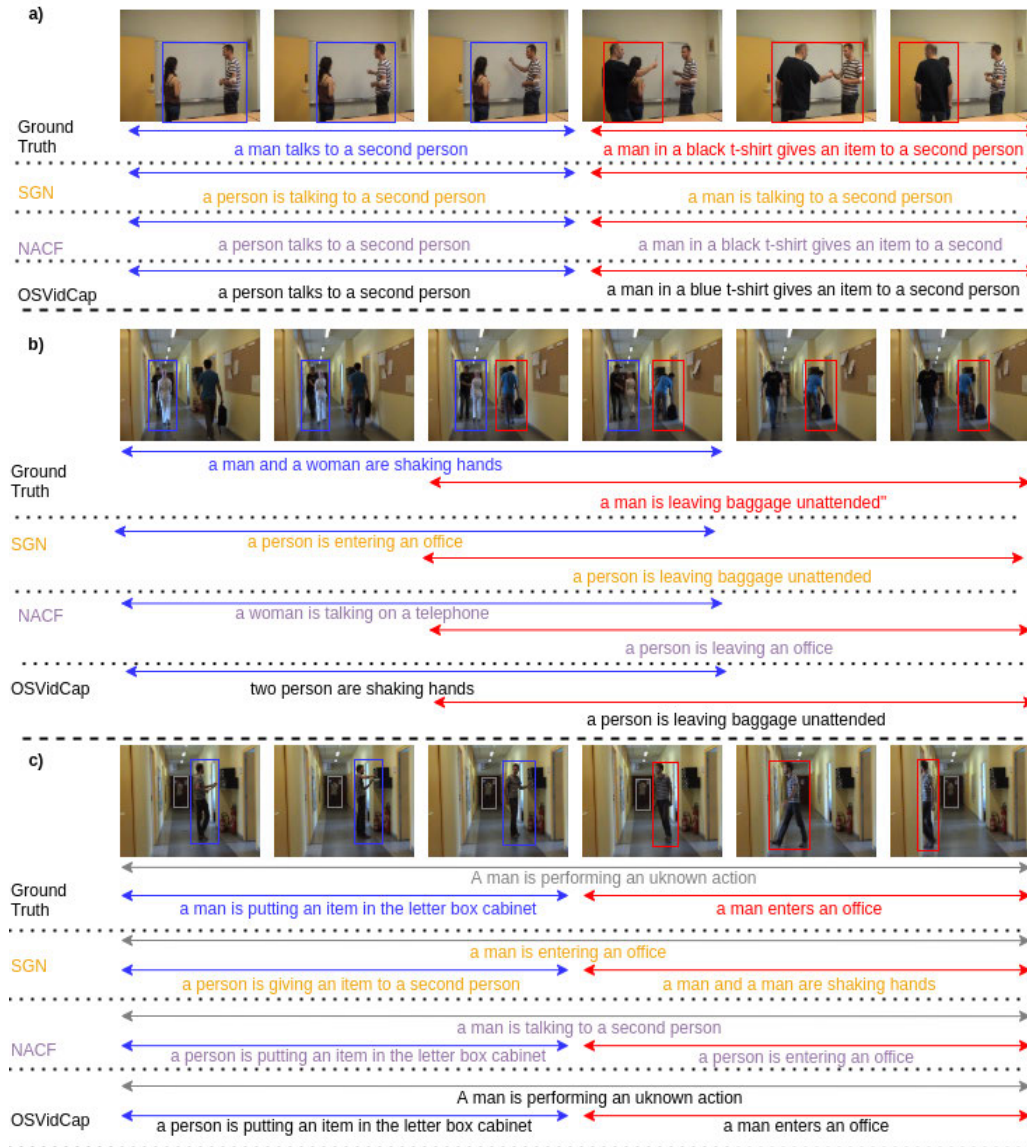 a)
Ground
Truth
a man talks to a second person
a man in a black t-shirt gives an item to a second person
SGN
a person is talking to a second person
a man is talking to a second person
NACF
a person talks to a second person
a man in a black t-shirt gives an item to a second
OSVidCap
a person talks to a second person
a man in a blue t-shirt gives an item to a second person
b)
Ground
Truth
a man and a woman are shaking hands
a man is leaving baggage unattended"
SGN
a person is entering an office
a person is leaving baggage unattended
NACF
a woman is talking on a telephone
a person is leaving an office
OSVidCap
two person are shaking hands
a person is leaving baggage unattended
c)
Ground
Truth
A man is performing an uknown action
a man is putting an item in the letter box cabinet
a man enters an office
SGN
a man is entering an office
a person is giving an item to a second person
a man and a man are shaking hands
NACF
a man is talking to a second person
a person is putting an item in the letter box cabinet
a person is entering an office
OSVidCap
A man is performing an uknown action
a person is putting an item in the letter box cabinet
a man enters an office